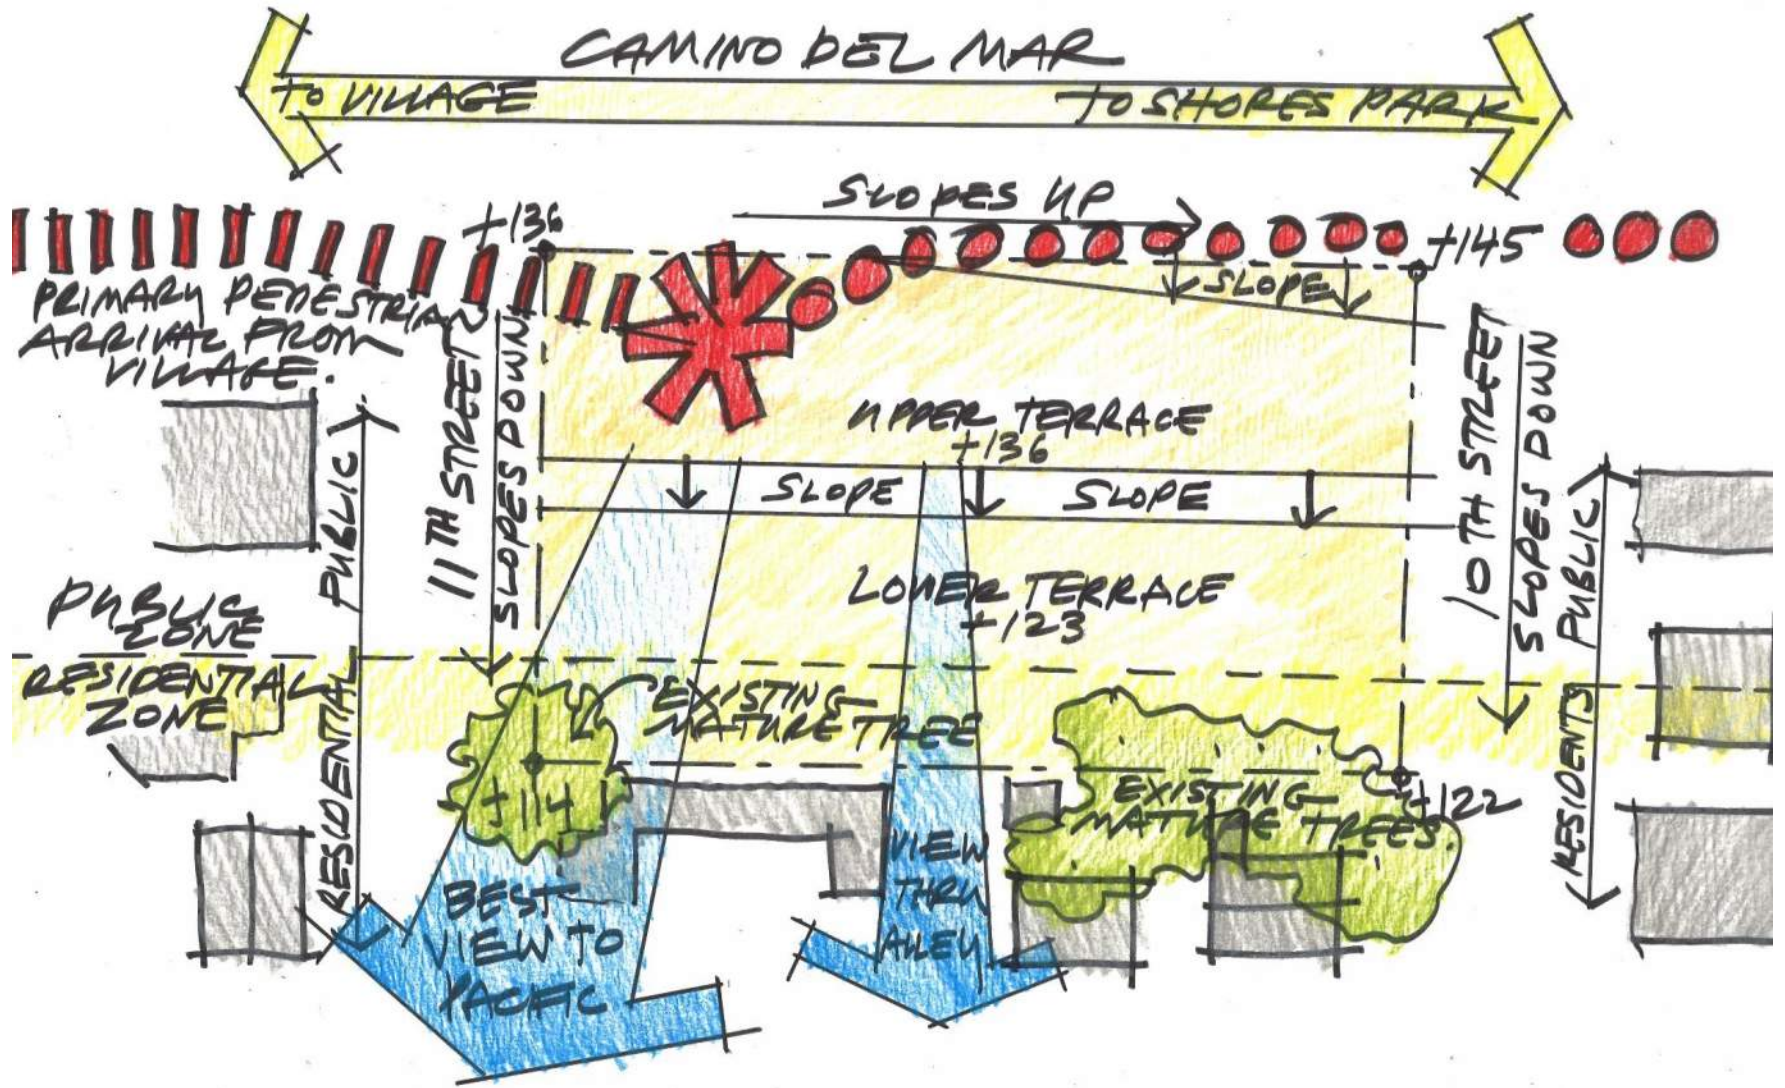 CAMINO DEL MAR
TO VILLAGE
TO SHORES PARK
SLOPES UP
+136
+145
PRIMARY PEDESTRIAN
ARRIVAL FROM
VILLAGE.
SLOPE
11TH STREET
SLOPES DOWN
10TH STREET
SLOPES DOWN
UPPER TERRACE
+136
SLOPE
SLOPE
PUBLIC
PUBLIC
LOWER TERRACE
+123
PUBLIC
ZONE
RESIDENTIAL
ZONE
RESIDENTIAL
RESIDENTS
EXISTING
MATURE TREE
+114
EXISTING
MATURE TREES.
+122
BEST
VIEW TO
PACIFIC
VIEW
THRU
ALLEY